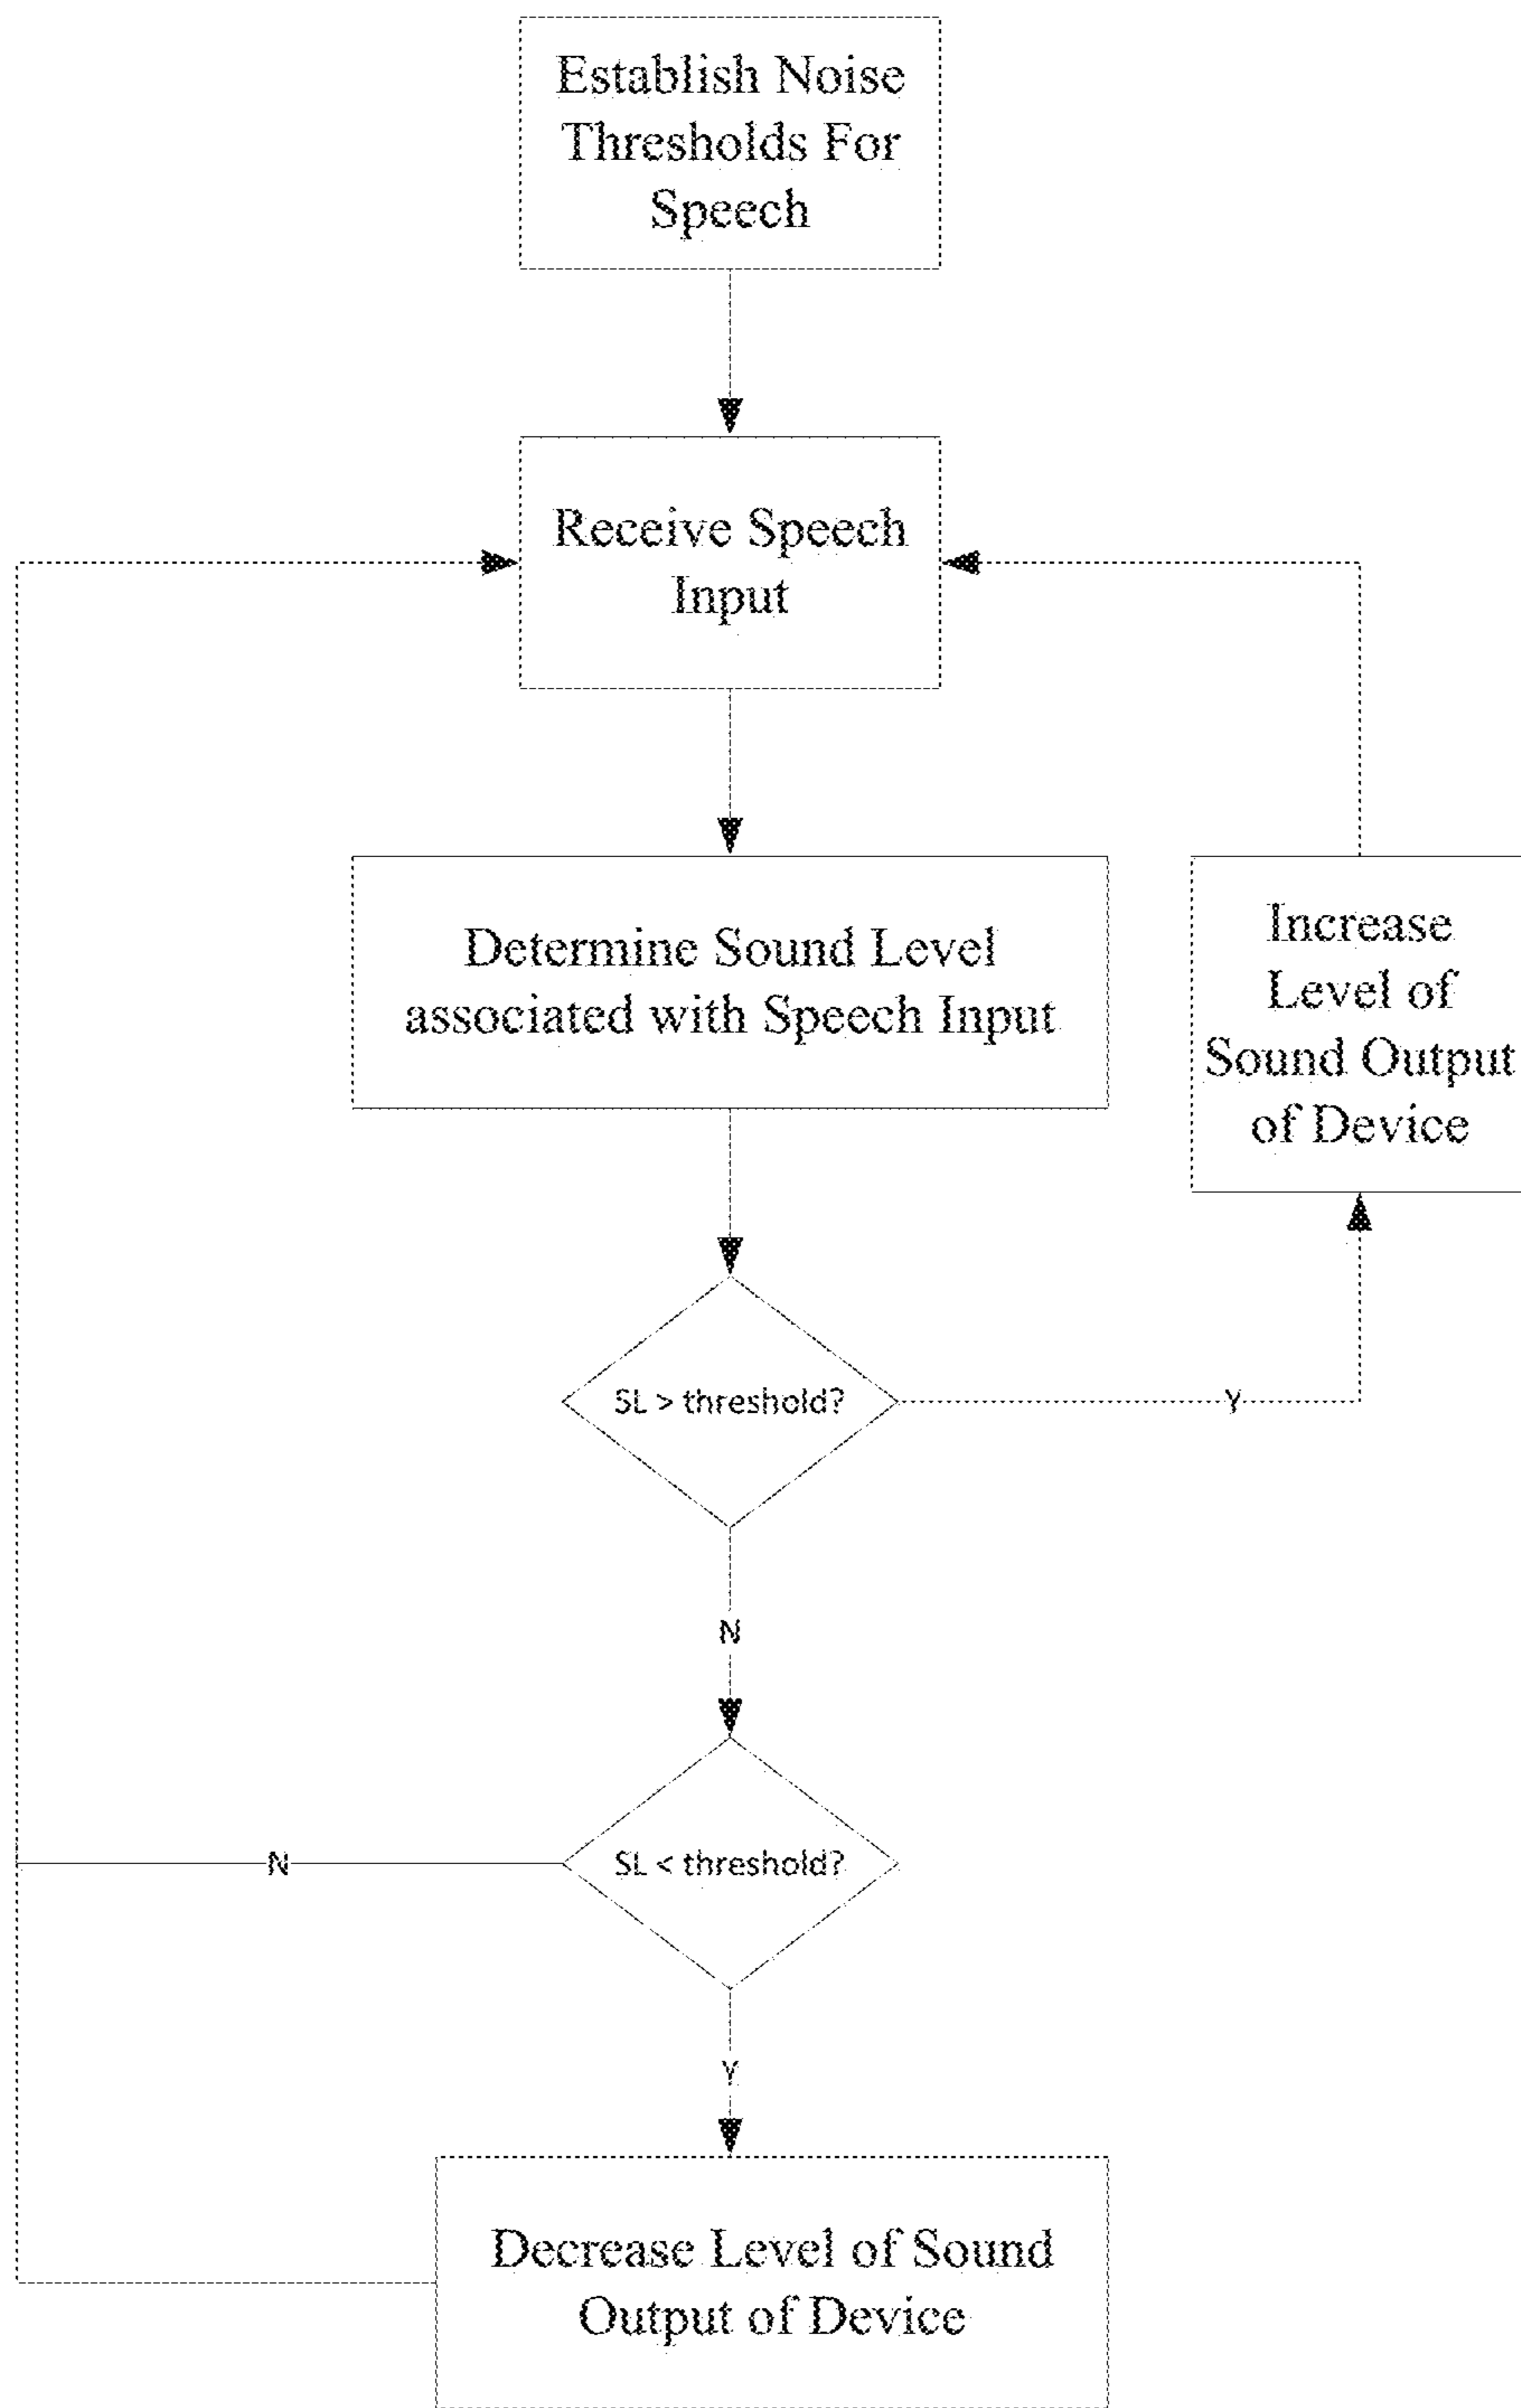 Establish Noise
Thresholds For
Speech
Receive Speech
Input
Determine Sound Level
associated with Speech Input
Increase
Level of
Sound Output
of Device
SL > threshold?
Y
N
SL < threshold?
N
Y
Decrease Level of Sound
Output of Device